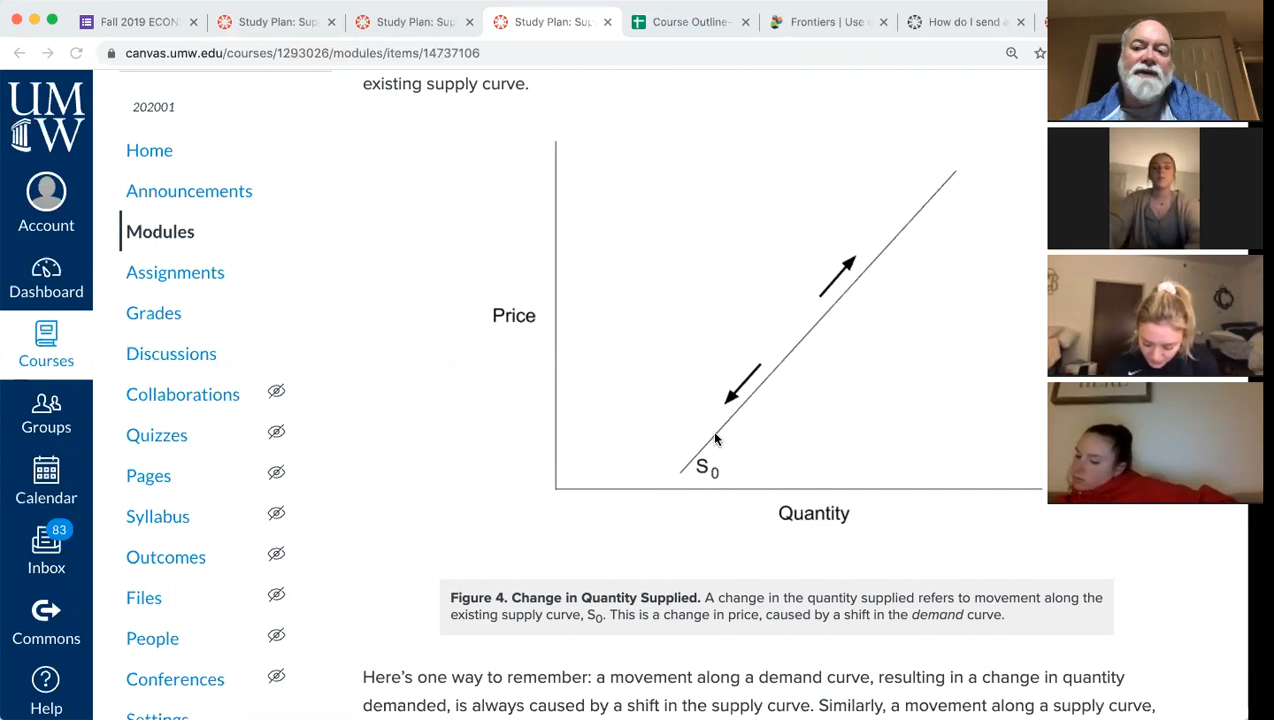 Fall 2019 ECON
Study Plan: Sup
Study Plan: Sup
Study Plan: Sup
Course Outline-
Frontiers | Use
How do I send
canvas.umw.edu/courses/1293026/modules/items/14737106
UMW
Account
Dashboard
Courses
Groups
Calendar
83
Inbox
Commons
Help
202001
Home
Announcements
Modules
Assignments
Grades
Discussions
Collaborations
Quizzes
Pages
Syllabus
Outcomes
Files
People
Conferences
Settings
existing supply curve.
Price
S0
Quantity
Figure 4. Change in Quantity Supplied. A change in the quantity supplied refers to movement along the
existing supply curve, S0. This is a change in price, caused by a shift in the demand curve.
Here's one way to remember: a movement along a demand curve, resulting in a change in quantity
demanded, is always caused by a shift in the supply curve. Similarly, a movement along a supply curve,